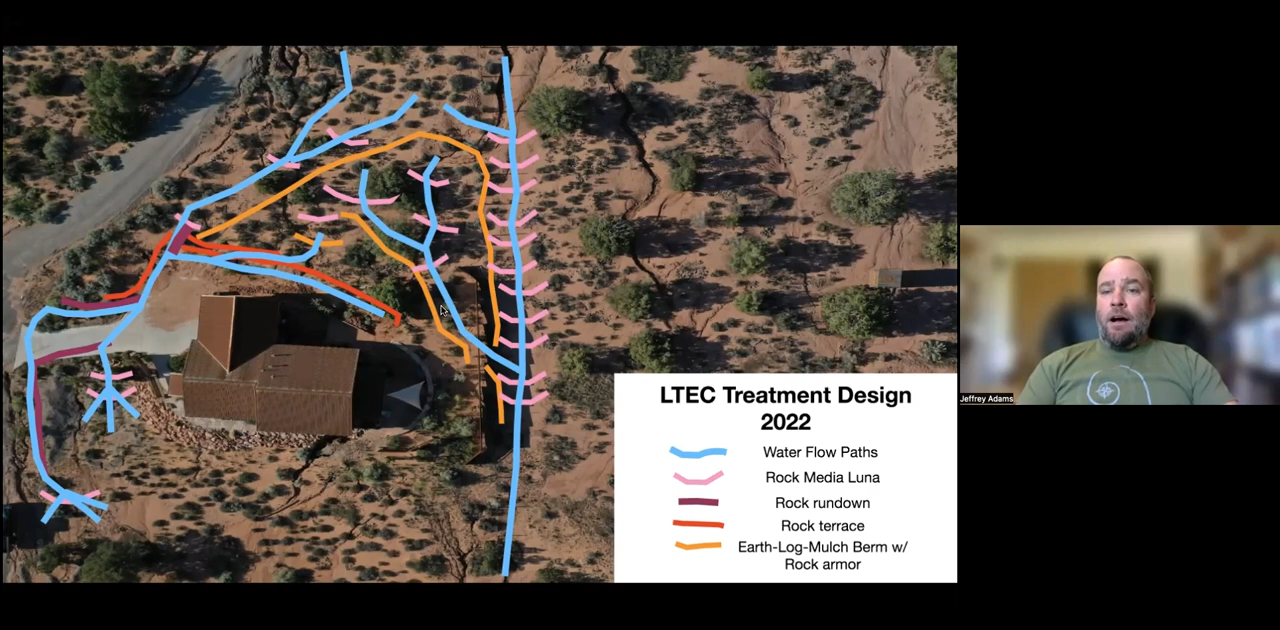 LTEC Treatment Design
2022
Water Flow Paths
Rock Media Luna
Rock rundown
Rock terrace
Earth-Log-Mulch Berm w/
Rock armor
Jeffrey Adams